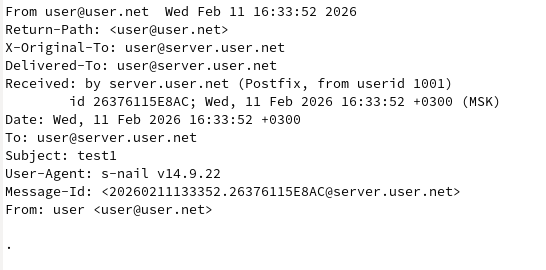 From user@user.net  Wed Feb 11 16:33:52 2026
Return-Path: <user@user.net>
X-Original-To: user@server.user.net
Delivered-To: user@server.user.net
Received: by server.user.net (Postfix, from userid 1001)
        id 26376115E8AC; Wed, 11 Feb 2026 16:33:52 +0300 (MSK)
Date: Wed, 11 Feb 2026 16:33:52 +0300
To: user@server.user.net
Subject: test1
User-Agent: s-nail v14.9.22
Message-Id: <20260211133352.26376115E8AC@server.user.net>
From: user <user@user.net>

.